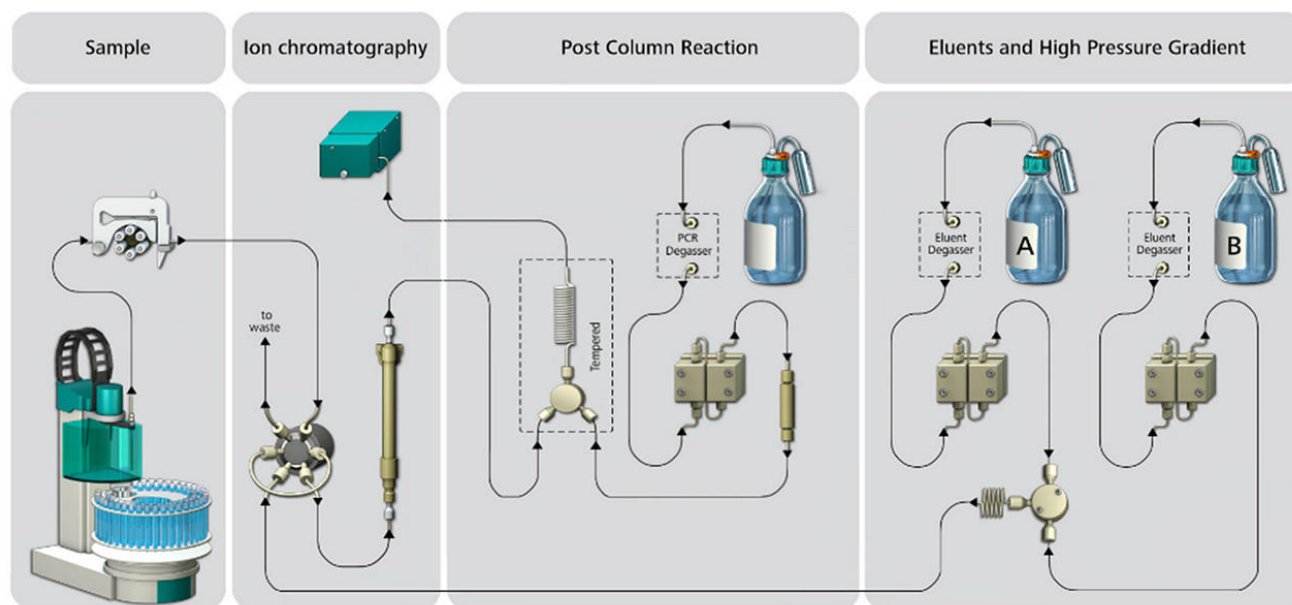 Sample
Ion chromatography
Post Column Reaction
Eluents and High Pressure Gradient
to
waste
Tempered
PCR
Degasser
Eluent
Degasser
A
Eluent
Degasser
B